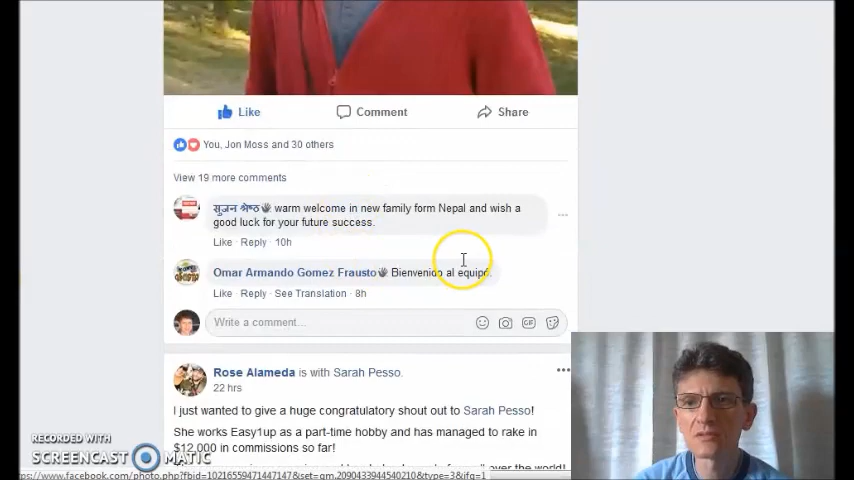 Like Comment Share
You, Jon Moss and 30 others
View 19 more comments
सुजन श्रेष्ठ warm welcome in new family form Nepal and wish a
good luck for your future success.
Like · Reply · 10h
Omar Armando Gomez Frausto Bienvenido al equipo.
Like · Reply · See Translation · 8h
Write a comment...
GIF
Rose Alameda is with Sarah Pesso.
22 hrs
I just wanted to give a huge congratulatory shout out to Sarah Pesso!
She works Easy1up as a part-time hobby and has managed to rake in
$12,000 in commissions so far!
over the world!
RECORDED WITH
SCREENCAST MATIC
ps://www.facebook.com/photo.php?fbid=10216559471447147&set=gm.2090433944540210&type=3&ifg=1